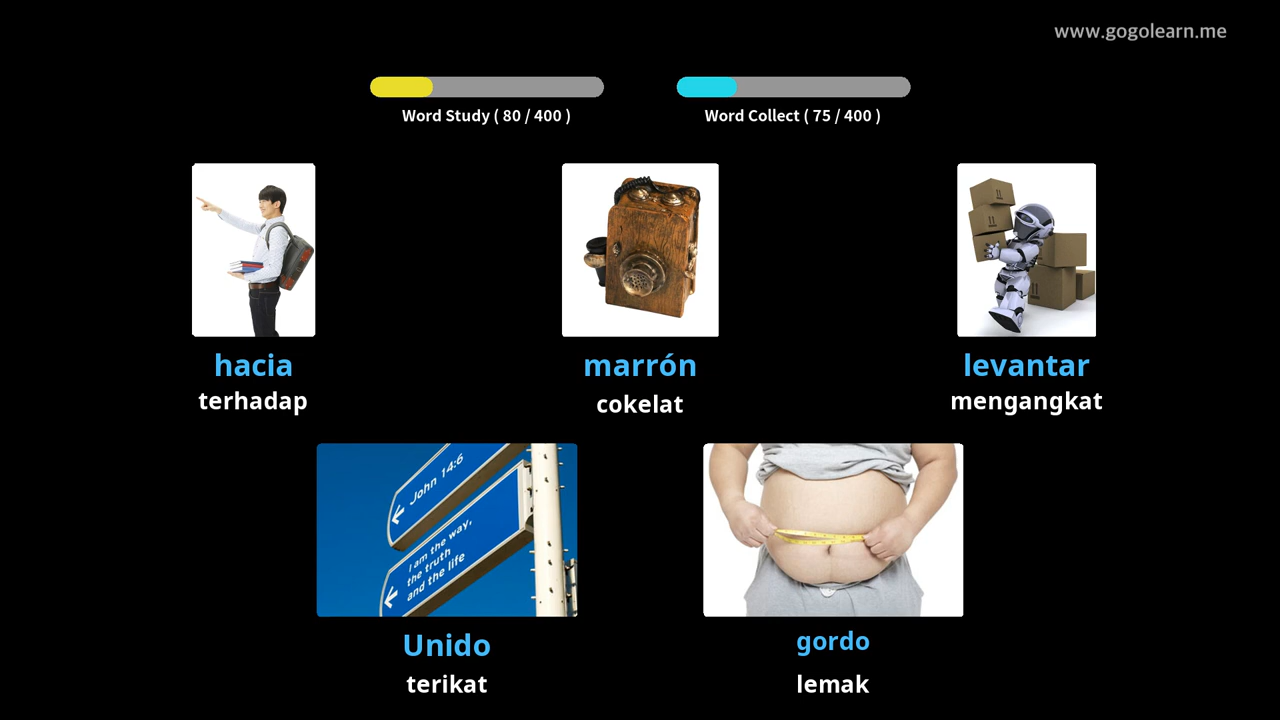 www.gogolearn.me
Word Study ( 80 / 400 )
Word Collect ( 75 / 400 )
hacia
terhadap
marrón
cokelat
levantar
mengangkat
John 14:6
I am the way,
the truth
and the life
Unido
terikat
gordo
lemak